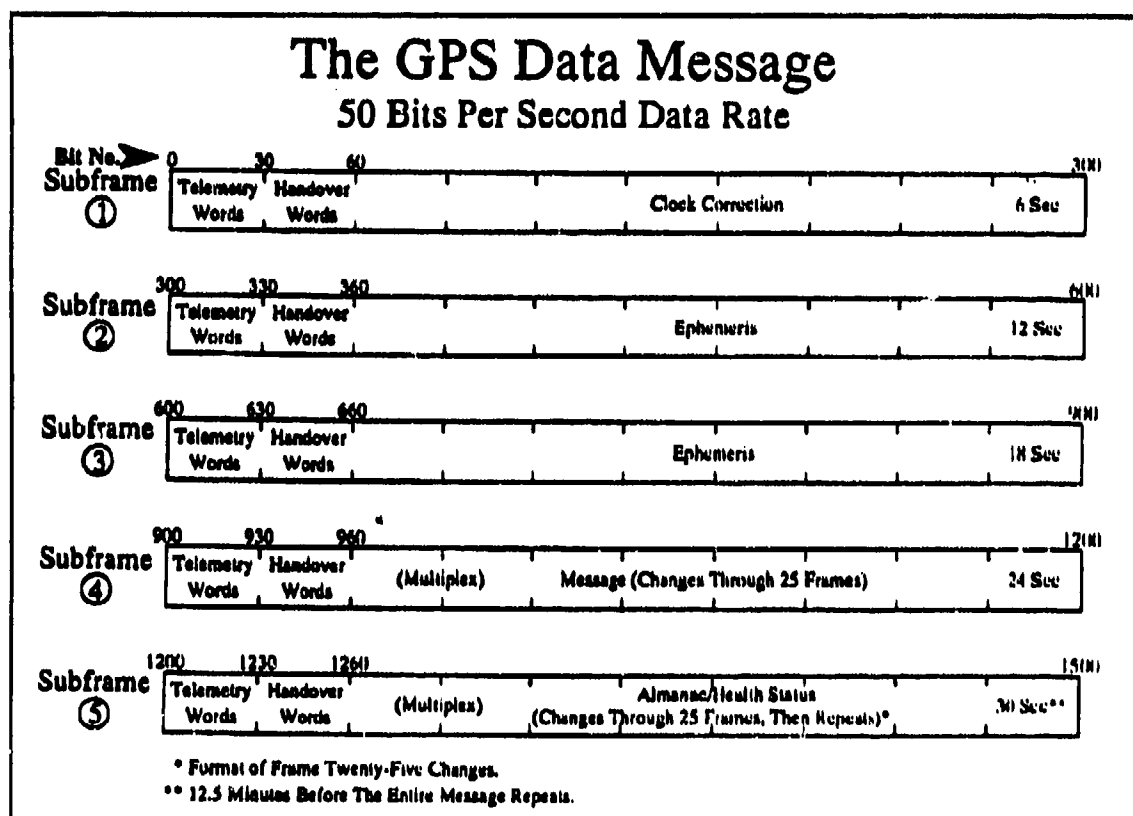 The GPS Data Message
50 Bits Per Second Data Rate
Bit No. 0 30 60 300
Subframe 1
Telemetry Words
Handover Words
Clock Correction
6 Sec
300 330 360 600
Subframe 2
Telemetry Words
Handover Words
Ephemeris
12 Sec
600 630 660 900
Subframe 3
Telemetry Words
Handover Words
Ephemeris
18 Sec
900 930 960 1200
Subframe 4
Telemetry Words
Handover Words
(Multiplex)
Message (Changes Through 25 Frames)
24 Sec
1200 1230 1260 1500
Subframe 5
Telemetry Words
Handover Words
(Multiplex)
Almanac/Health Status
(Changes Through 25 Frames, Then Repeats)*
30 Sec**
* Format of Frame Twenty-Five Changes.
** 12.5 Minutes Before The Entire Message Repeats.